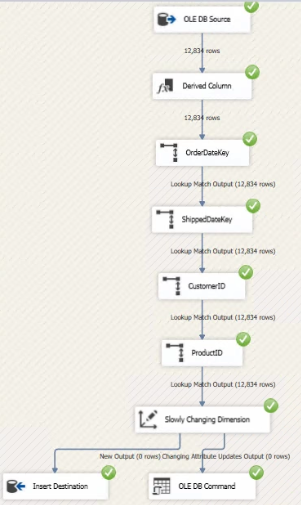 OLE DB Source
12,834 rows
Derived Column
12,834 rows
OrderDateKey
Lookup Match Output (12,834 rows)
ShippedDateKey
Lookup Match Output (12,834 rows)
CustomerID
Lookup Match Output (12,834 rows)
ProductID
Lookup Match Output (12,834 rows)
Slowly Changing Dimension
New Output (0 rows) Changing Attribute Updates Output (0 rows)
Insert Destination OLE DB Command